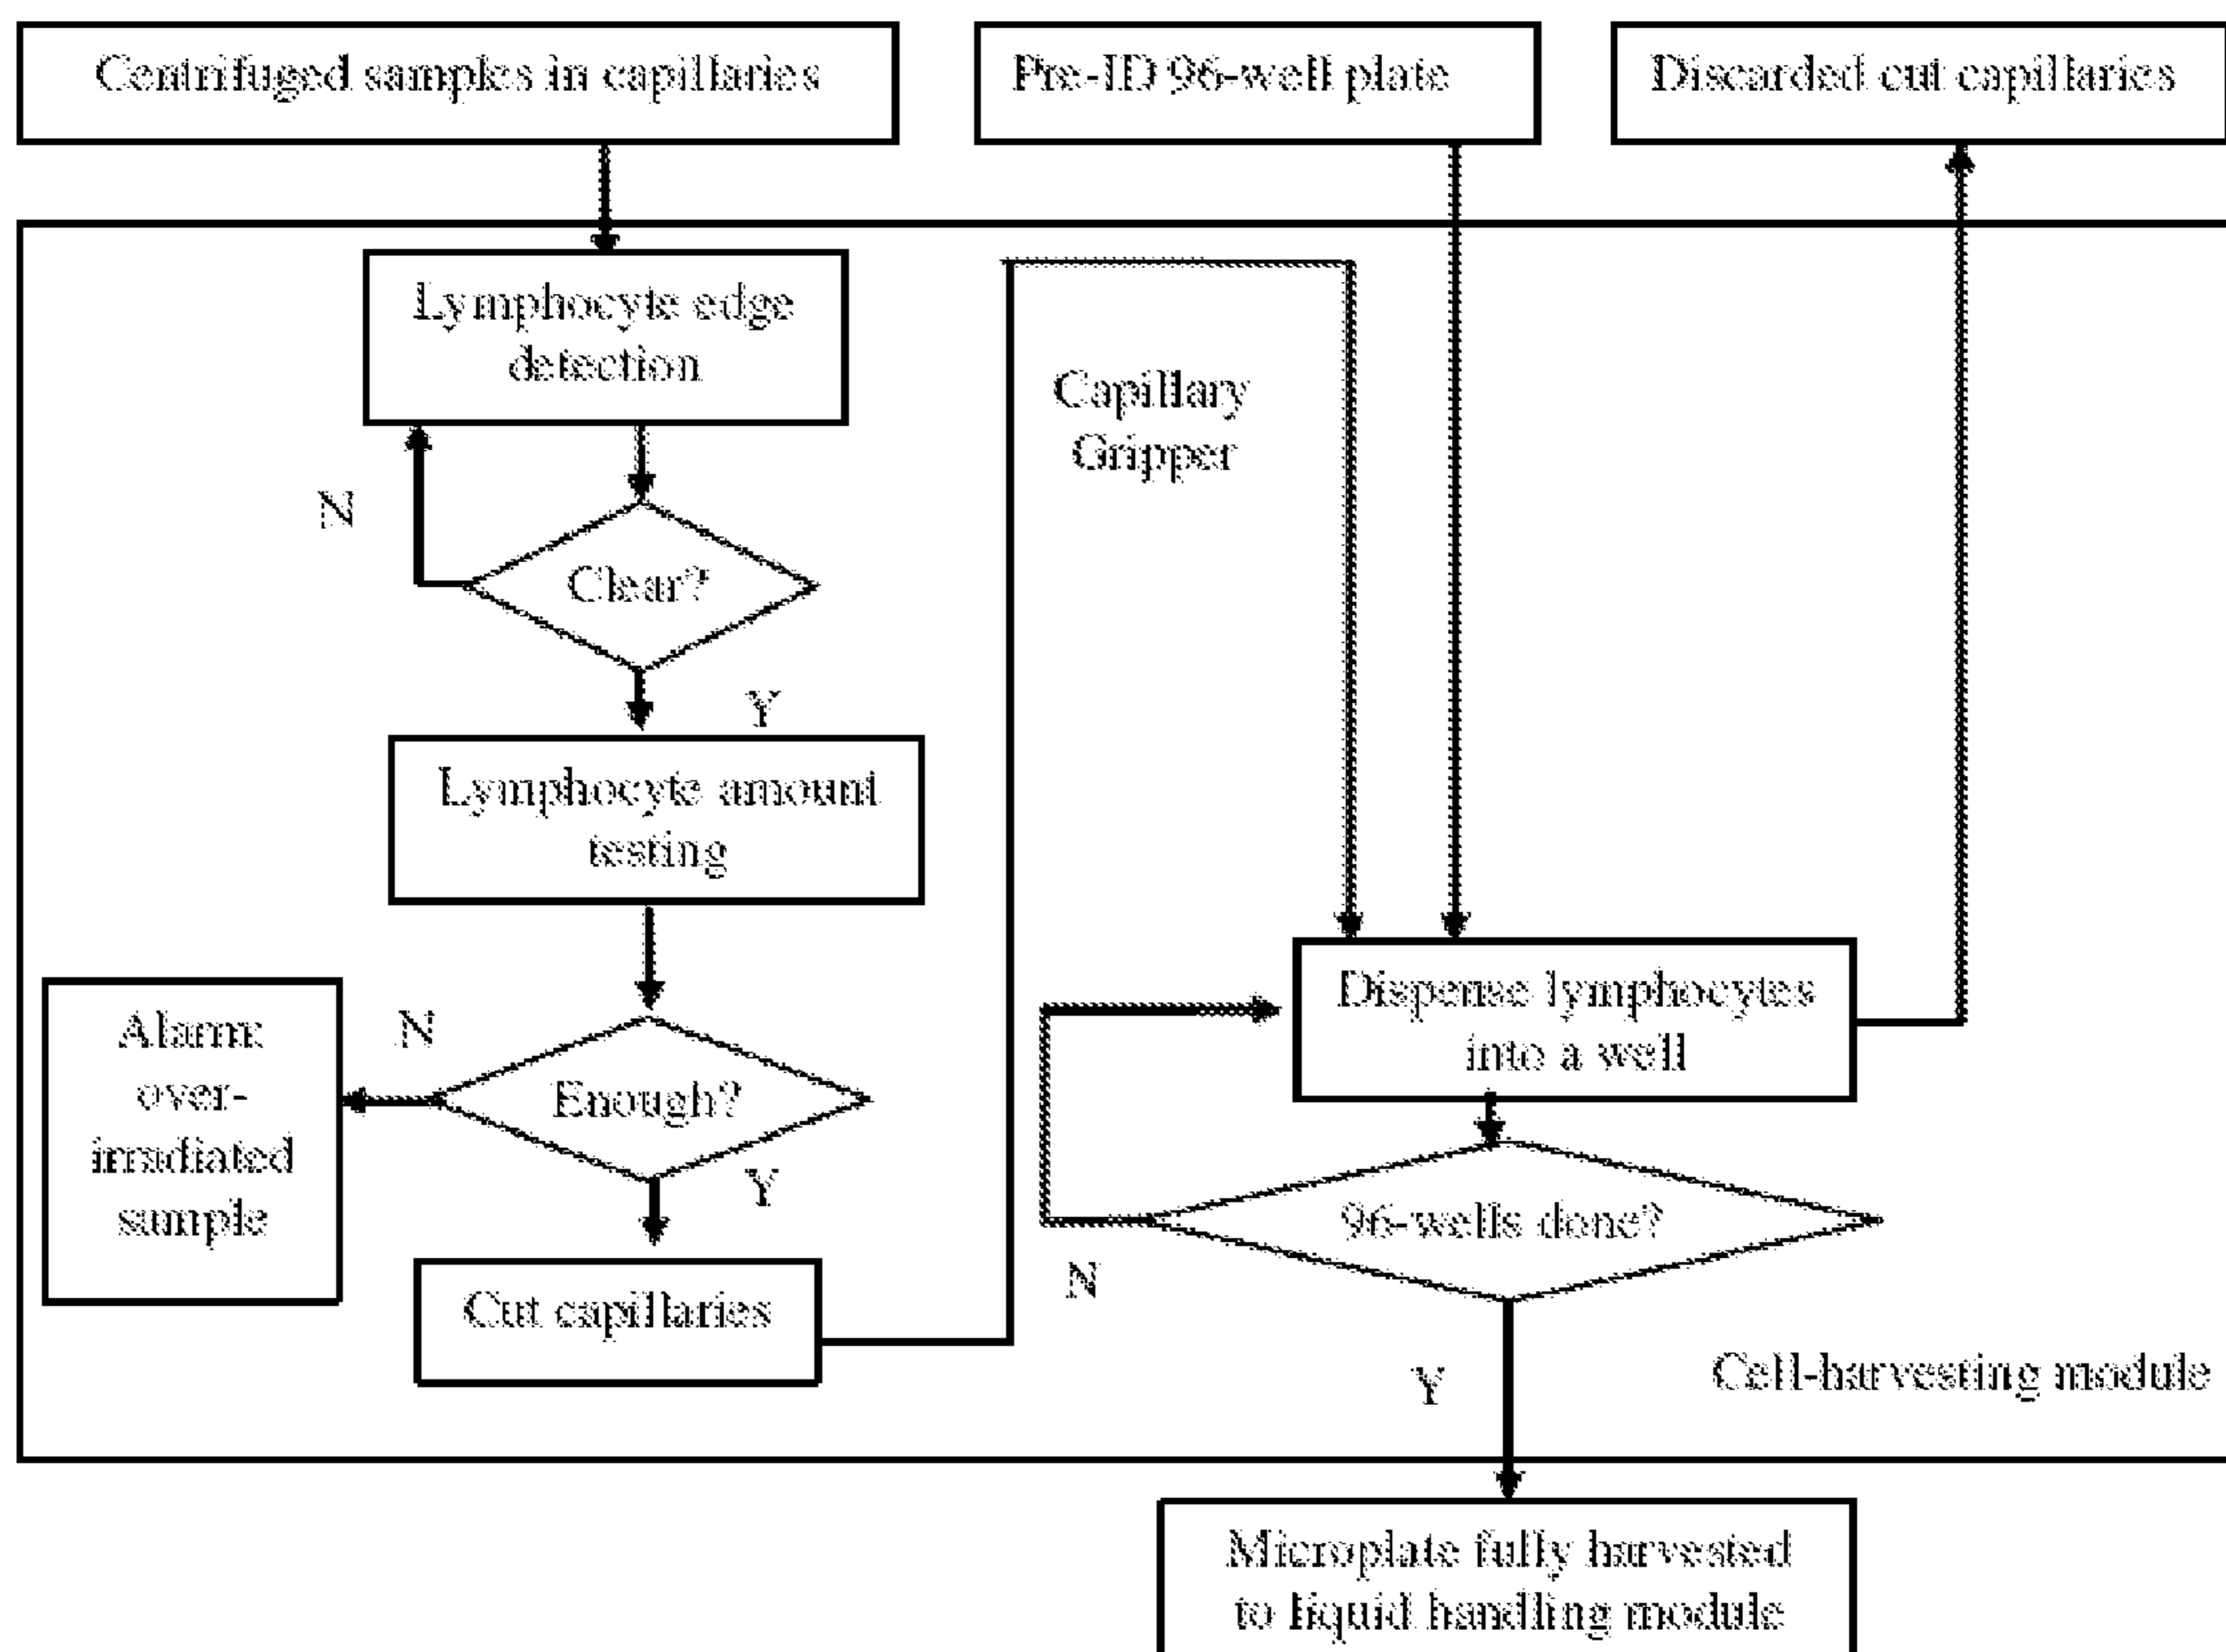 Centrifuged samples in capillaries
Pre-ID 96-well plate
Discarded cut capillaries
Lymphocyte edge
detection
N
Clear?
Y
Lymphocyte amount
testing
N
Enough?
Y
Alarm:
over-
irradiated
sample
Cut capillaries
Capillary
Gripper
Dispense lymphocytes
into a well
96-wells done?
N
Y
Cell-harvesting module
Microplate fully harvested
to liquid handling module